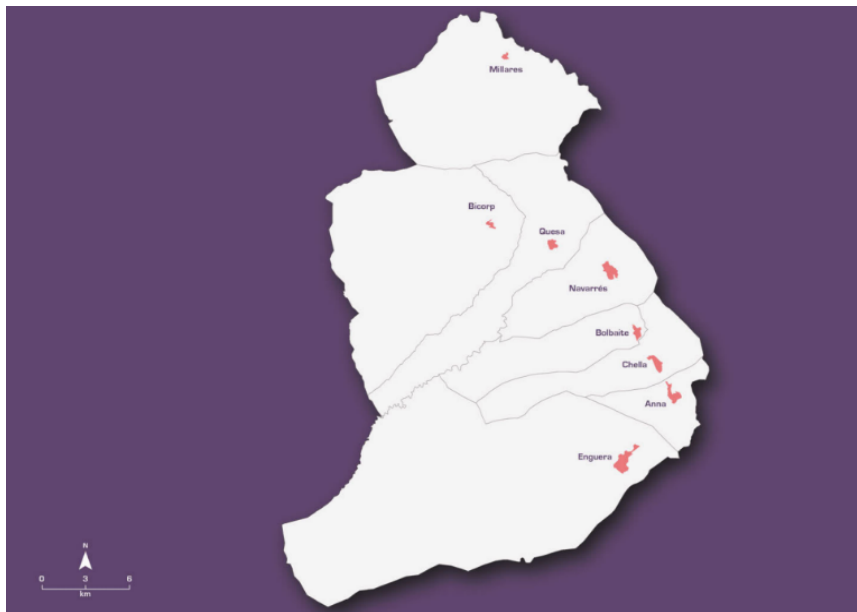 Millares
Bicorp
Quesa
Navarrés
Bolbaite
Chella
Anna
Enguera
N
0 3 6
km